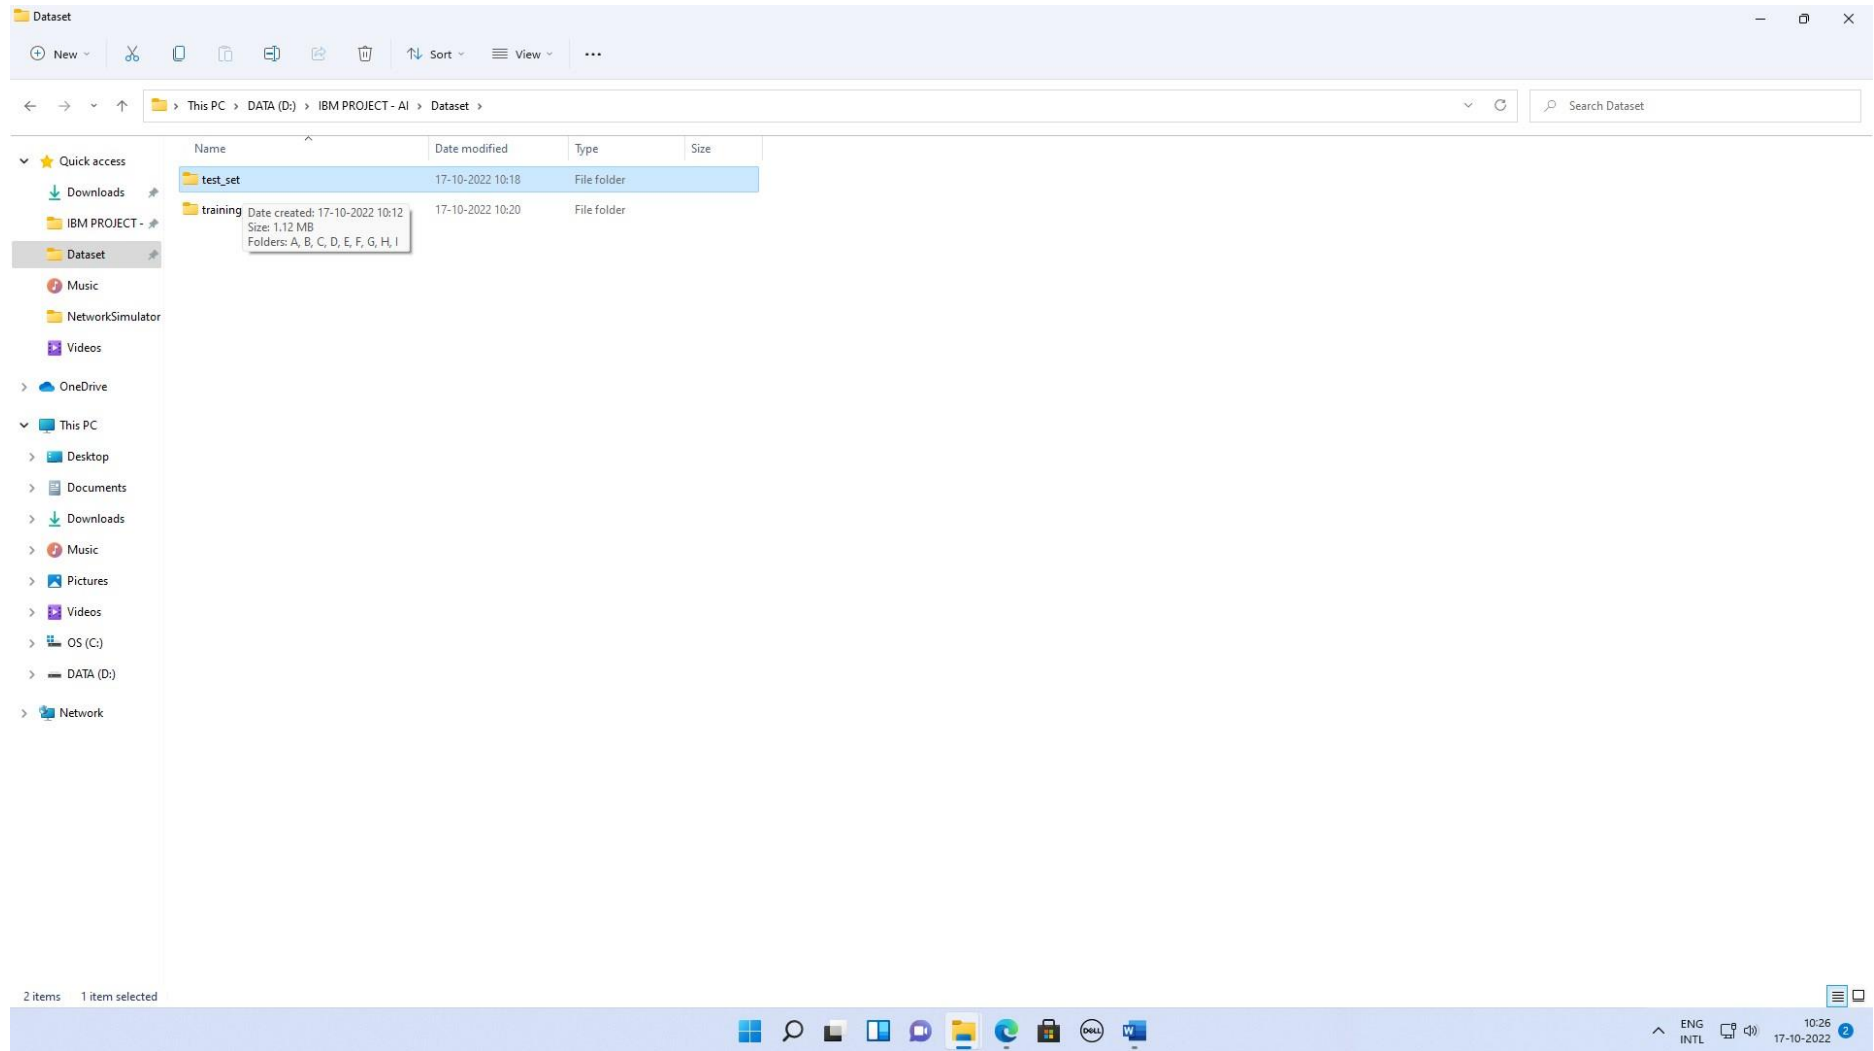 Dataset
New
Sort
View
This PC > DATA (D:) > IBM PROJECT - AI > Dataset >
Search Dataset
Name Date modified Type Size
Quick access
Downloads
IBM PROJECT -
Dataset
Music
NetworkSimulator
Videos
OneDrive
This PC
Desktop
Documents
Downloads
Music
Pictures
Videos
OS (C:)
DATA (D:)
Network
test_set 17-10-2022 10:18 File folder
training 17-10-2022 10:20 File folder
Date created: 17-10-2022 10:12
Size: 1.12 MB
Folders: A, B, C, D, E, F, G, H, I
2 items 1 item selected
DELL
W
ENG
INTL
10:26
17-10-2022
2